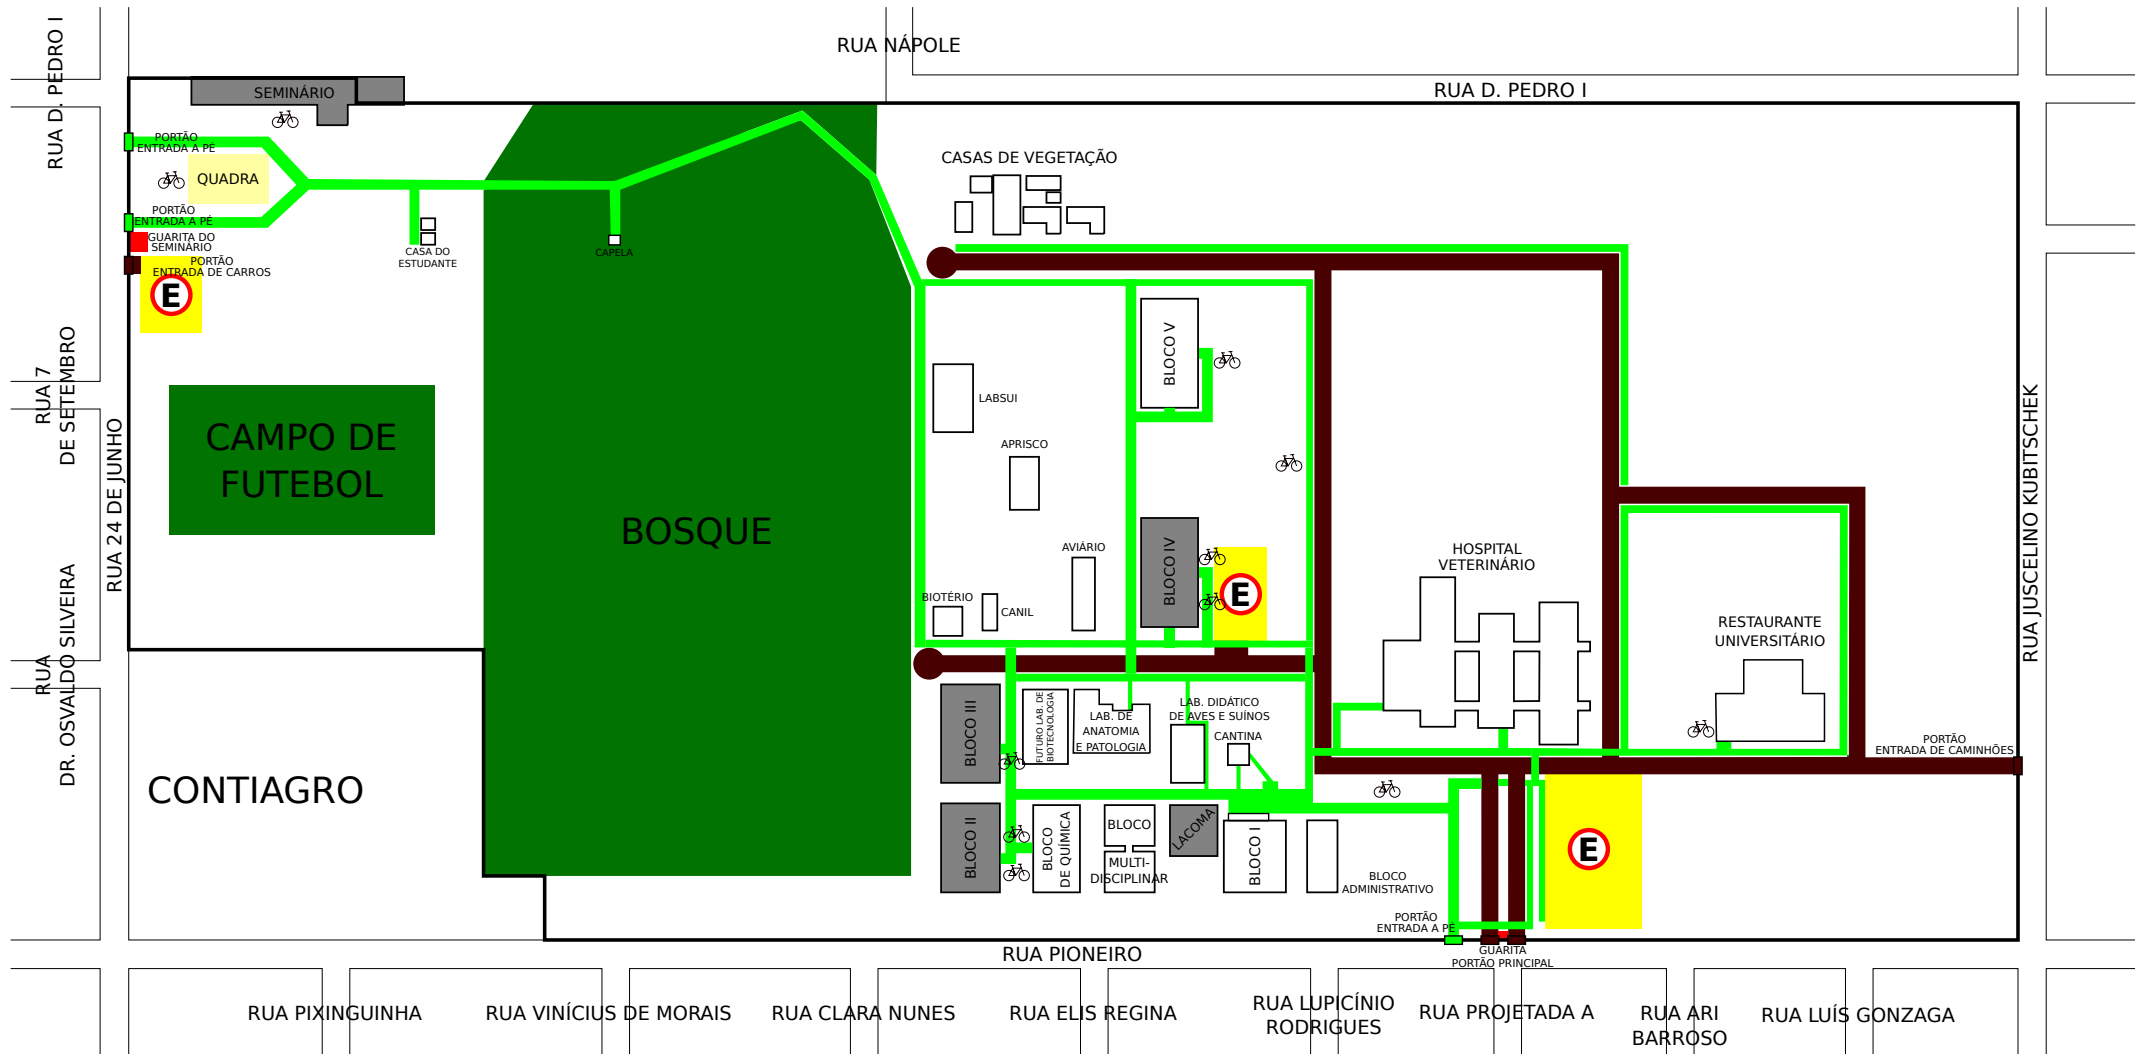 RUA NÁPOLE
RUA D. PEDRO I
RUA D. PEDRO I
SEMINÁRIO
PORTÃO
ENTRADA A PÉ
QUADRA
PORTÃO
ENTRADA A PÉ
GUARITA DO
SEMINÁRIO
PORTÃO
ENTRADA DE CARROS
E
CASA DO
ESTUDANTE
CAPELA
CASAS DE VEGETAÇÃO
RUA 7
DE SETEMBRO
RUA 24 DE JUNHO
CAMPO DE
FUTEBOL
BOSQUE
LABSUI
APRISCO
AVIÁRIO
BIOTÉRIO
CANIL
BLOCO V
BLOCO IV
E
HOSPITAL
VETERINÁRIO
RESTAURANTE
UNIVERSITÁRIO
RUA JUSCELINO KUBITSCHEK
RUA
DR. OSVALDO SILVEIRA
CONTIAGRO
BLOCO III
FUTURO LAB. DE
BIOTECNOLOGIA
LAB. DE
ANATOMIA
E PATOLOGIA
LAB. DIDÁTICO
DE AVES E SUÍNOS
CANTINA
PORTÃO
ENTRADA DE CAMINHÕES
BLOCO II
BLOCO
DE QUÍMICA
BLOCO
MULTI-
DISCIPLINAR
LACOMA
BLOCO I
BLOCO
ADMINISTRATIVO
E
PORTÃO
ENTRADA A PÉ
GUARITA
PORTÃO PRINCIPAL
RUA PIONEIRO
RUA PIXINGUINHA
RUA VINÍCIUS DE MORAIS
RUA CLARA NUNES
RUA ELIS REGINA
RUA LUPICÍNIO
RODRIGUES
RUA PROJETADA A
RUA ARI
BARROSO
RUA LUÍS GONZAGA